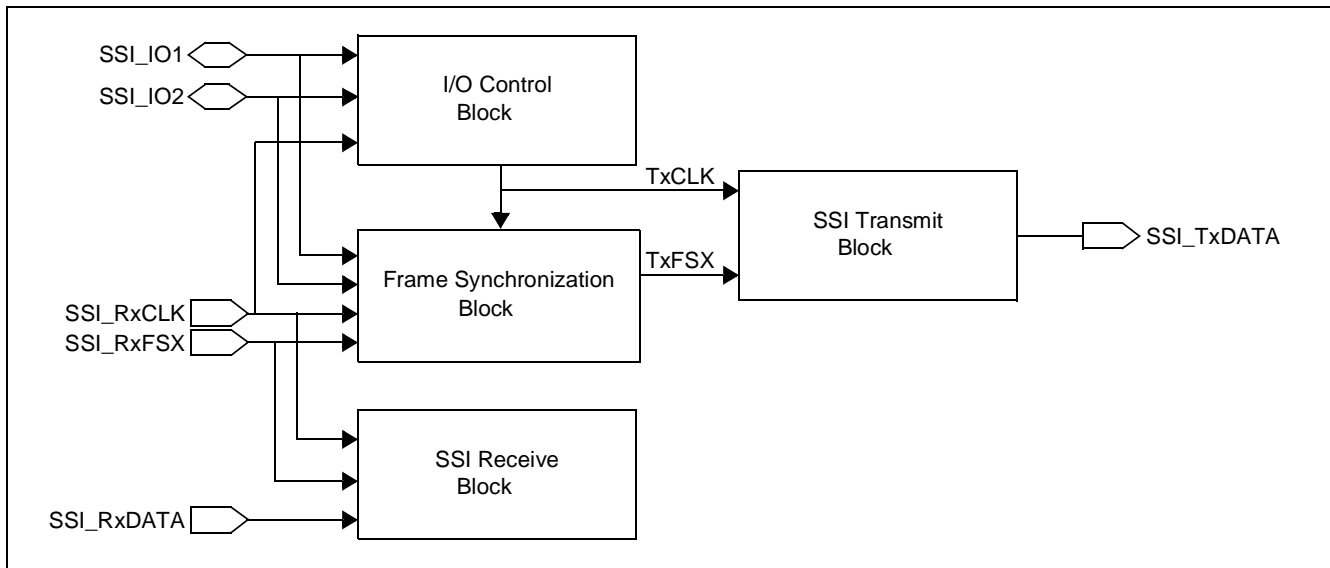 SSI_IO1
SSI_IO2
I/O Control
Block
TxCLK
SSI Transmit
Block
SSI_TxDATA
TxFSX
Frame Synchronization
Block
SSI_RxCLK
SSI_RxFSX
SSI Receive
Block
SSI_RxDATA